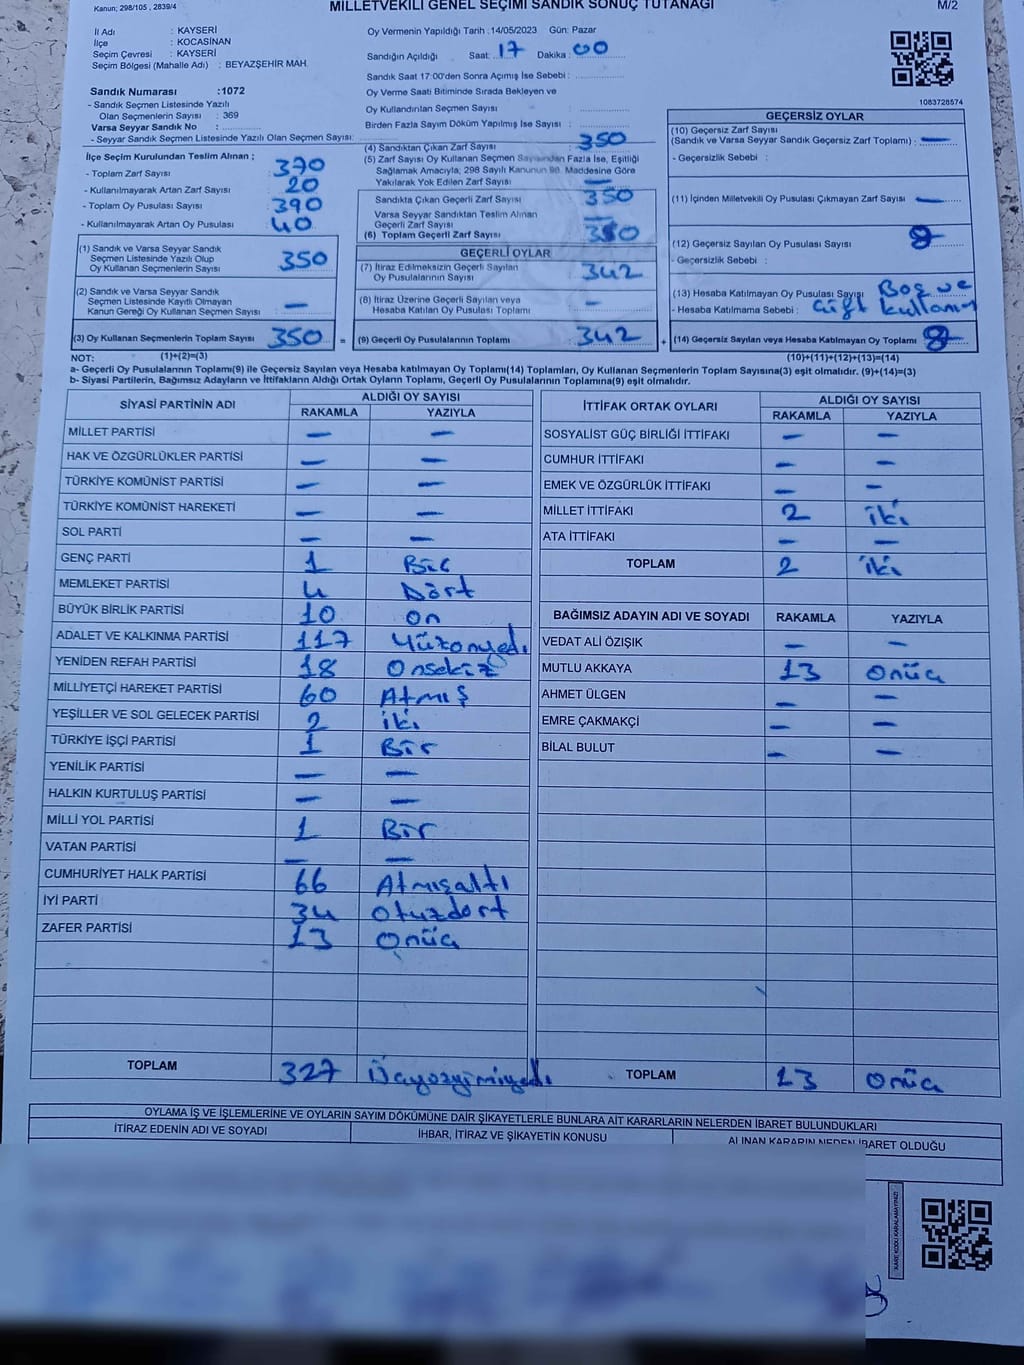 Kanun; 298/105 , 2839/4
MİLLETVEKİLİ GENEL SEÇİMİ SANDIK SONUÇ TUTANAĞI
M/2
İl Adı : KAYSERİ
İlçe : KOCASİNAN
Seçim Çevresi : KAYSERİ
Seçim Bölgesi (Mahalle Adı) : BEYAZŞEHİR MAH.
Sandık Numarası :1072
- Sandık Seçmen Listesinde Yazılı
Olan Seçmenlerin Sayısı : 369
Varsa Seyyar Sandık No :
- Seyyar Sandık Seçmen Listesinde Yazılı Olan Seçmen Sayısı:
Oy Vermenin Yapıldığı Tarih :14/05/2023 Gün: Pazar
Sandığın Açıldığı Saat: 17 Dakika: 00
Sandık Saat 17:00'den Sonra Açımış İse Sebebi :
Oy Verme Saati Bitiminde Sırada Bekleyen ve
Oy Kullandırılan Seçmen Sayısı :
Birden Fazla Sayım Döküm Yapılmış İse Sayısı :
1083728574
İlçe Seçim Kurulundan Teslim Alınan ;
- Toplam Zarf Sayısı : 370
- Kullanılmayarak Artan Zarf Sayısı : 20
- Toplam Oy Pusulası Sayısı : 390
- Kullanılmayarak Artan Oy Pusulası : 40
(1) Sandık ve Varsa Seyyar Sandık
Seçmen Listesinde Yazılı Olup
Oy Kullanan Seçmenlerin Sayısı : 350
(2) Sandık ve Varsa Seyyar Sandık
Seçmen Listesinde Kayıtlı Olmayan
Kanun Gereği Oy Kullanan Seçmen Sayısı : —
(3) Oy Kullanan Seçmenlerin Toplam Sayısı 350 =
(4) Sandıktan Çıkan Zarf Sayısı : 350
(5) Zarf Sayısı Oy Kullanan Seçmen Sayısından Fazla İse, Eşitliği
Sağlamak Amacıyla, 298 Sayılı Kanunun 98. Maddesine Göre
Yakılarak Yok Edilen Zarf Sayısı : —
Sandıkta Çıkan Geçerli Zarf Sayısı : 350
Varsa Seyyar Sandıktan Teslim Alınan
Geçerli Zarf Sayısı : —
(6) Toplam Geçerli Zarf Sayısı : 350
GEÇERLİ OYLAR
(7) İtiraz Edilmeksizin Geçerli Sayılan
Oy Pusulalarının Sayısı : 342
(8) İtiraz Üzerine Geçerli Sayılan veya
Hesaba Katılan Oy Pusulası Toplamı : —
(9) Geçerli Oy Pusulalarının Toplamı : 342 +
GEÇERSİZ OYLAR
(10) Geçersiz Zarf Sayısı
(Sandık ve Varsa Seyyar Sandık Geçersiz Zarf Toplamı) : —
- Geçersizlik Sebebi :
(11) İçinden Milletvekili Oy Pusulası Çıkmayan Zarf Sayısı : —
(12) Geçersiz Sayılan Oy Pusulası Sayısı :
- Geçersizlik Sebebi :
(13) Hesaba Katılmayan Oy Pusulası Sayısı : Boş ve
- Hesaba Katılmama Sebebi : Çift kullanım
(14) Geçersiz Sayılan veya Hesaba Katılmayan Oy Toplamı : 8
NOT: (1)+(2)=(3) (10)+(11)+(12)+(13)=(14)
a- Geçerli Oy Pusulalarının Toplamı(9) ile Geçersiz Sayılan veya Hesaba katılmayan Oy Toplamı(14) Toplamları, Oy Kullanan Seçmenlerin Toplam Sayısına(3) eşit olmalıdır. (9)+(14)=(3)
b- Siyasi Partilerin, Bağımsız Adayların ve İttifakların Aldığı Ortak Oyların Toplamı, Geçerli Oy Pusulalarının Toplamına(9) eşit olmalıdır.
SİYASİ PARTİNİN ADI ALDIĞI OY SAYISI
RAKAMLA YAZIYLA
MİLLET PARTİSİ — —
HAK VE ÖZGÜRLÜKLER PARTİSİ — —
TÜRKİYE KOMÜNİST PARTİSİ — —
TÜRKİYE KOMÜNİST HAREKETİ — —
SOL PARTİ — —
GENÇ PARTİ 1 Bir
MEMLEKET PARTİSİ 4 Dört
BÜYÜK BİRLİK PARTİSİ 10 on
ADALET VE KALKINMA PARTİSİ 117 Yüzonyedi
YENİDEN REFAH PARTİSİ 18 Onsekiz
MİLLİYETÇİ HAREKET PARTİSİ 60 Atmış
YEŞİLLER VE SOL GELECEK PARTİSİ 2 iki
TÜRKİYE İŞÇİ PARTİSİ 1 Bir
YENİLİK PARTİSİ — —
HALKIN KURTULUŞ PARTİSİ — —
MİLLİ YOL PARTİSİ 1 Bir
VATAN PARTİSİ — —
CUMHURİYET HALK PARTİSİ 66 Atmışaltı
İYİ PARTİ 34 Otuzdört
ZAFER PARTİSİ 13 Onüç
TOPLAM 327 Üçyüzyirmiyedi
İTTİFAK ORTAK OYLARI ALDIĞI OY SAYISI
RAKAMLA YAZIYLA
SOSYALİST GÜÇ BİRLİĞİ İTTİFAKI — —
CUMHUR İTTİFAKI — —
EMEK VE ÖZGÜRLÜK İTTİFAKI — —
MİLLET İTTİFAKI 2 iki
ATA İTTİFAKI — —
TOPLAM 2 iki
BAĞIMSIZ ADAYIN ADI VE SOYADI RAKAMLA YAZIYLA
VEDAT ALİ ÖZIŞIK — —
MUTLU AKKAYA 13 Onüç
AHMET ÜLGEN — —
EMRE ÇAKMAKÇİ — —
BİLAL BULUT — —
TOPLAM 13 Onüç
OYLAMA İŞ VE İŞLEMLERİNE VE OYLARIN SAYIM DÖKÜMÜNE DAİR ŞİKAYETLERLE BUNLARA AİT KARARLARIN NELERDEN İBARET BULUNDUKLARI
İTİRAZ EDENİN ADI VE SOYADI İHBAR, İTİRAZ VE ŞİKAYETİN KONUSU ALINAN KARARIN NEDEN İBARET OLDUĞU
KARE KODU KARALAMAYINIZ!